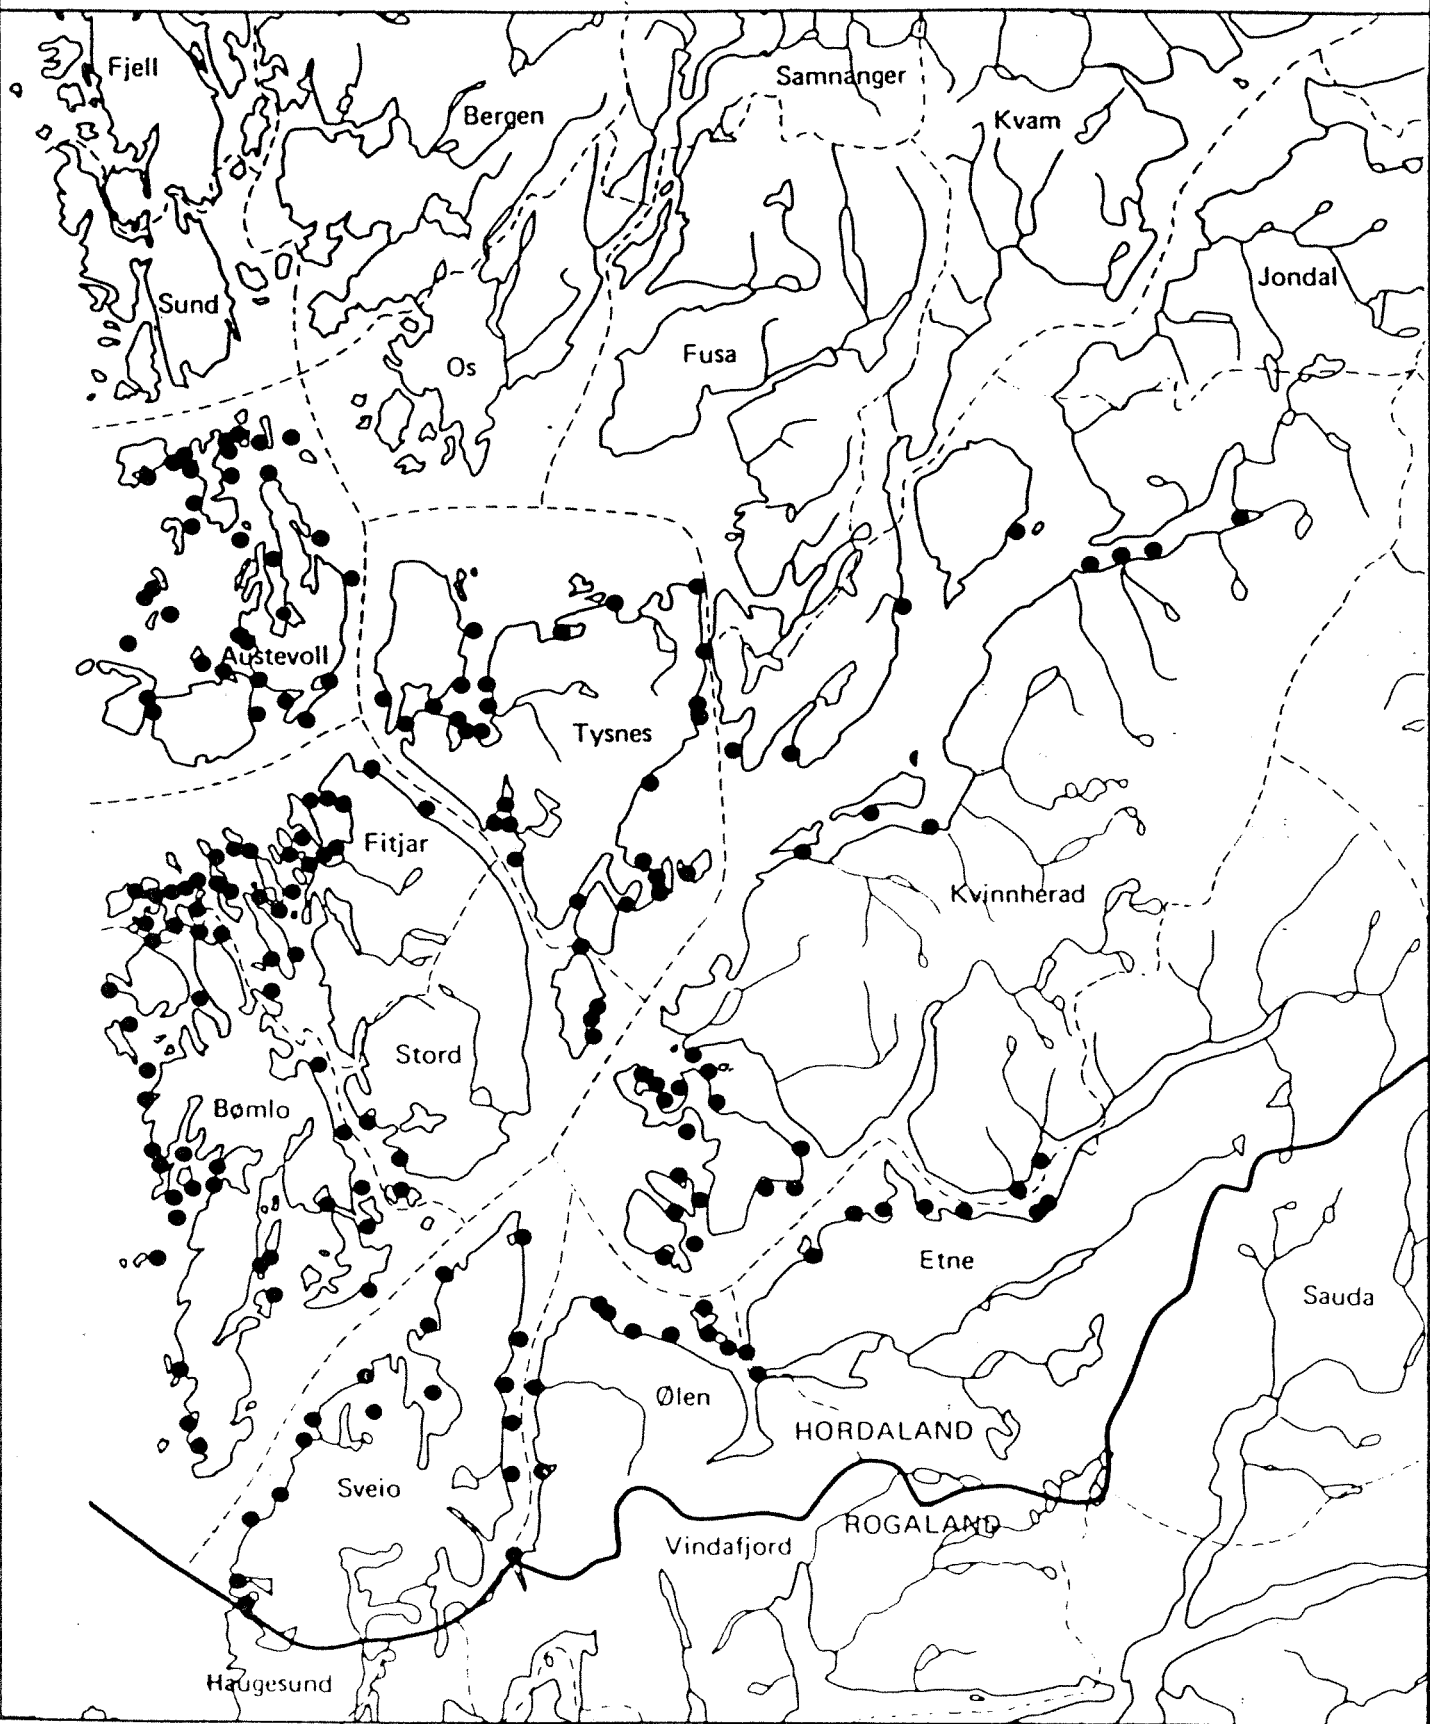 Fjell
Samnanger
Bergen
Kvam
Jondal
Sund
Fusa
Os
Austevoll
Tysnes
Fitjar
Kvinnherad
Stord
Bømlo
Etne
Sauda
Ølen
HORDALAND
Sveio
ROGALAND
Vindafjord
Haugesund